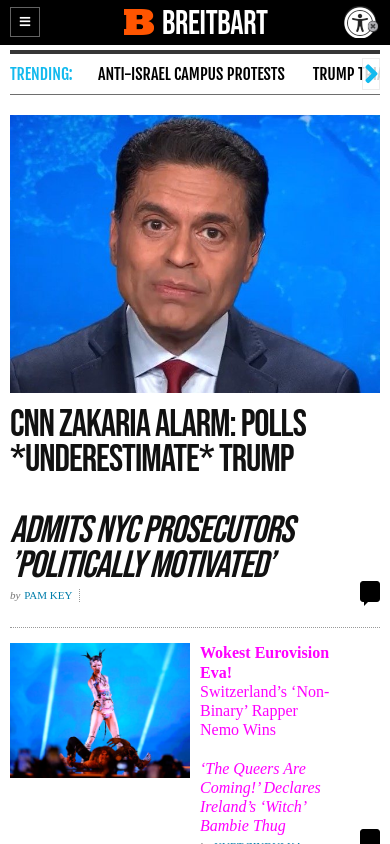 BREITBART
TRENDING: ANTI-ISRAEL CAMPUS PROTESTS TRUMP
CNN ZAKARIA ALARM: POLLS
*UNDERESTIMATE* TRUMP
ADMITS NYC PROSECUTORS
'POLITICALLY MOTIVATED'
by PAM KEY
Wokest Eurovision
Eva!
Switzerland's ‘Non-
Binary’ Rapper
Nemo Wins
‘The Queers Are
Coming!’ Declares
Ireland’s ‘Witch’
Bambie Thug